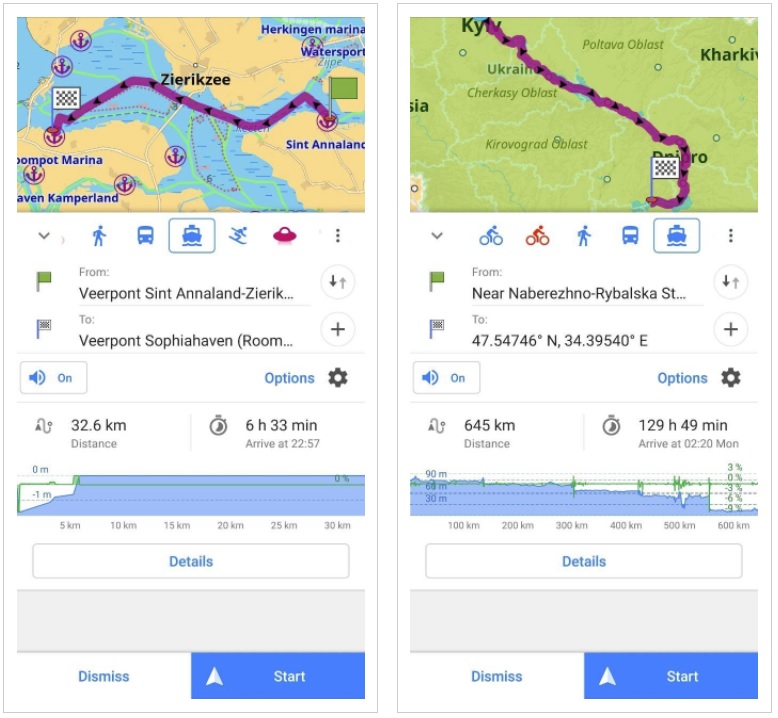 Herkingen marina
Watersport
Zijpe
Zierikzee
Sint Annaland
oompot Marina
aven Kamperland
From:
Veerpont Sint Annaland-Zierik...
To:
Veerpont Sophiahaven (Room...
On
Options
32.6 km
Distance
6 h 33 min
Arrive at 22:57
0 m
0 %
-1 m
5 km 10 km 15 km 20 km 25 km 30 km
Details
Dismiss
Start
Kyiv
Poltava Oblast
Kharkiv
Ukrain
Cherkasy Oblast
sia
Kirovograd Oblast
Dnipro
From:
Near Naberezhno-Rybalska St...
To:
47.54746° N, 34.39540° E
On
Options
645 km
Distance
129 h 49 min
Arrive at 02:20 Mon
90 m
60 m
30 m
3 %
0 %
-3 %
-6 %
-9 %
100 km 200 km 300 km 400 km 500 km 600 km
Details
Dismiss
Start